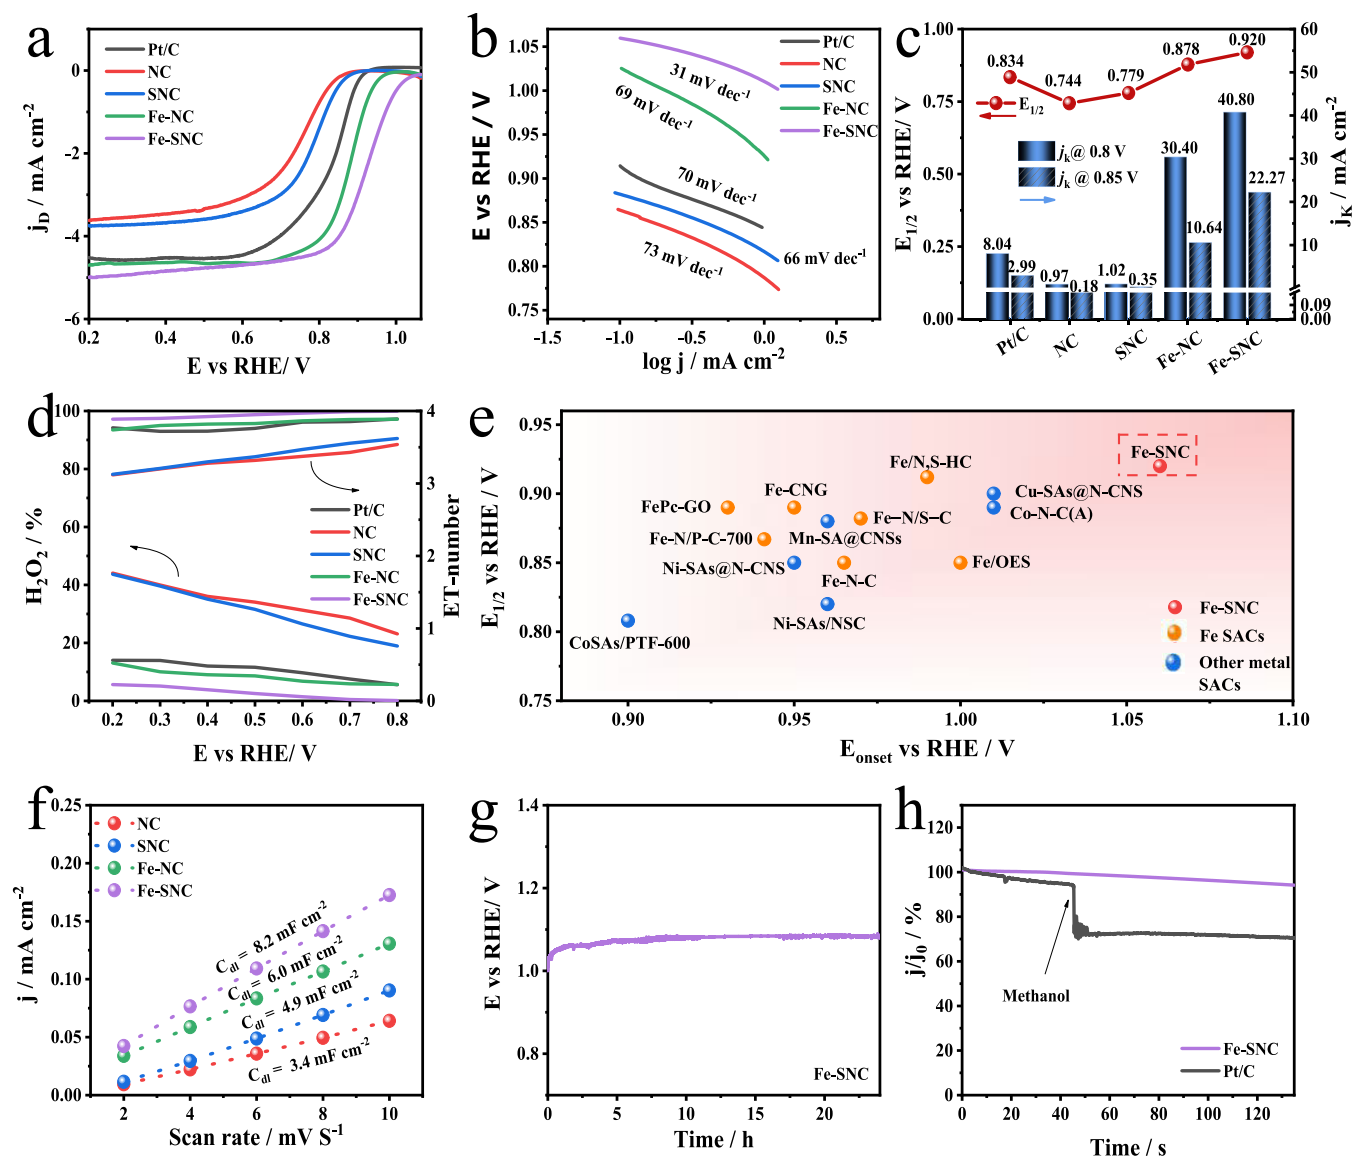 a
Pt/C
NC
SNC
Fe-NC
Fe-SNC
0
-2
-4
-6
0.2
0.4
0.6
0.8
1.0
j_D / mA cm⁻²
E vs RHE/ V
b
Pt/C
NC
SNC
Fe-NC
Fe-SNC
31 mV dec⁻¹
69 mV dec⁻¹
70 mV dec⁻¹
66 mV dec⁻¹
73 mV dec⁻¹
1.05
1.00
0.95
0.90
0.85
0.80
0.75
-1.5
-1.0
-0.5
0.0
0.5
E vs RHE / V
log j / mA cm⁻²
c
0.834
0.744
0.779
0.878
0.920
E_1/2
j_k@ 0.8 V
j_k @ 0.85 V
8.04
2.99
0.97
0.18
1.02
0.35
30.40
10.64
40.80
22.27
1.00
0.75
0.50
0.25
0.00
60
50
40
30
20
10
0.09
0.00
Pt/C
NC
SNC
Fe-NC
Fe-SNC
E_1/2 vs RHE/ V
j_K / mA cm⁻²
d
100
80
60
40
20
0
4
3
2
1
0
Pt/C
NC
SNC
Fe-NC
Fe-SNC
0.2
0.3
0.4
0.5
0.6
0.7
0.8
H₂O₂ / %
ET-number
E vs RHE/ V
e
Fe-SNC
Fe/N,S-HC
Cu-SAs@N-CNS
Co-N-C(A)
Fe-CNG
FePc-GO
Fe–N/S–C
Fe-N/P-C-700
Mn-SA@CNSs
Ni-SAs@N-CNS
Fe-N-C
Fe/OES
Ni-SAs/NSC
CoSAs/PTF-600
Fe-SNC
Fe SACs
Other metal
SACs
0.95
0.90
0.85
0.80
0.75
0.90
0.95
1.00
1.05
1.10
E_1/2 vs RHE / V
E_onset vs RHE / V
f
NC
SNC
Fe-NC
Fe-SNC
C_dl = 8.2 mF cm⁻²
C_dl = 6.0 mF cm⁻²
C_dl = 4.9 mF cm⁻²
C_dl = 3.4 mF cm⁻²
0.25
0.20
0.15
0.10
0.05
0.00
2
4
6
8
10
j / mA cm⁻²
Scan rate / mV S⁻¹
g
1.4
1.2
1.0
0.8
0
5
10
15
20
Fe-SNC
E vs RHE/ V
Time / h
h
120
100
80
60
40
20
0
0
20
40
60
80
100
120
Methanol
Fe-SNC
Pt/C
j/j₀ / %
Time / s